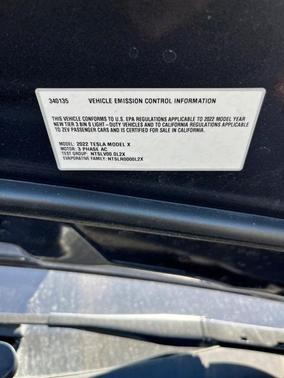 340135 VEHICLE EMISSION CONTROL INFORMATION
THIS VEHICLE CONFORMS TO U.S. EPA REGULATIONS APPLICABLE TO 2022 MODEL YEAR
NEW TIER 3 BIN 0 LIGHT-DUTY VEHICLES AND TO CALIFORNIA REGULATIONS APPLICABLE
TO ZEV PASSENGER CARS AND IS CERTIFIED FOR SALE IN CALIFORNIA.
MODEL: 2022 TESLA MODEL X
MOTOR: 3 PHASE AC
TEST GROUP: NTSLV00.0L2X
EVAPORATIVE FAMILY: NTSLR0000L2X